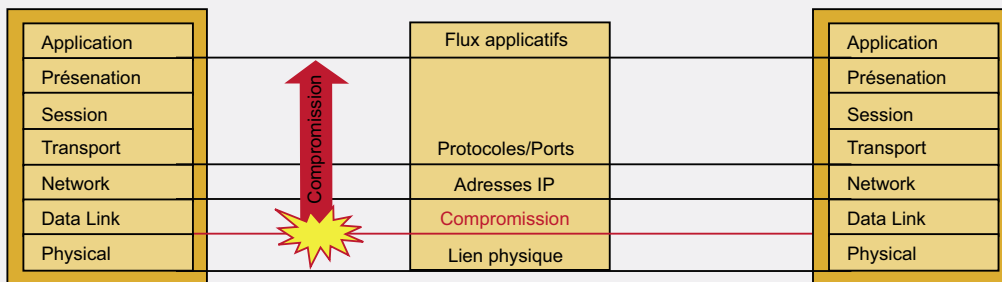 Application
Présenation
Session
Transport
Network
Data Link
Physical
Compromission
Flux applicatifs
Protocoles/Ports
Adresses IP
Compromission
Lien physique
Application
Présenation
Session
Transport
Network
Data Link
Physical